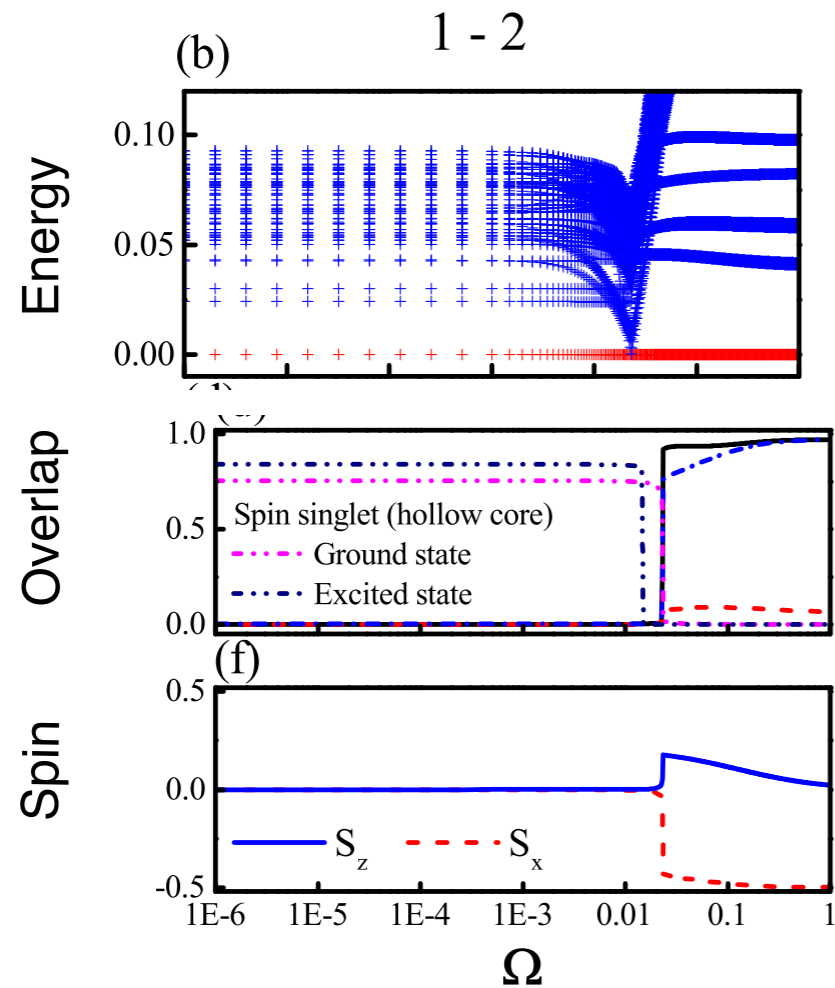 1 - 2
(b)
Energy
0.10
0.05
0.00
Overlap
1.0
0.5
0.0
Spin singlet (hollow core)
Ground state
Excited state
(f)
Spin
0.5
0.0
-0.5
S_z
S_x
1E-6 1E-5 1E-4 1E-3 0.01 0.1 1
Ω